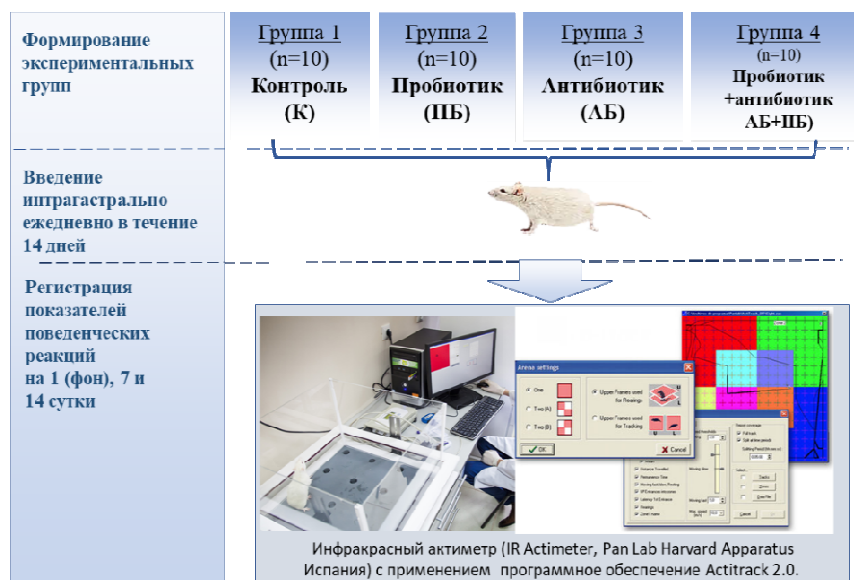 Формирование
экспериментальных
групп
Группа 1
(n=10)
Контроль
(К)
Группа 2
(n=10)
Пробиотик
(ПБ)
Группа 3
(n=10)
Антибиотик
(АБ)
Группа 4
(n=10)
Пробиотик
+антибиотик
АБ+ПБ)
Введение
интрагастрально
ежедневно в течение
14 дней
Регистрация
показателей
поведенческих
реакций
на 1 (фон), 7 и
14 сутки
Arena settings
One
Two (A)
Two (B)
Upper Frames used
for Rearings
Upper Frames used
for Tracking
U
L
U L
OK
Cancel
Инфракрасный актиметр (IR Actimeter, Pan Lab Harvard Apparatus
Испания) с применением программное обеспечение Actitrack 2.0.